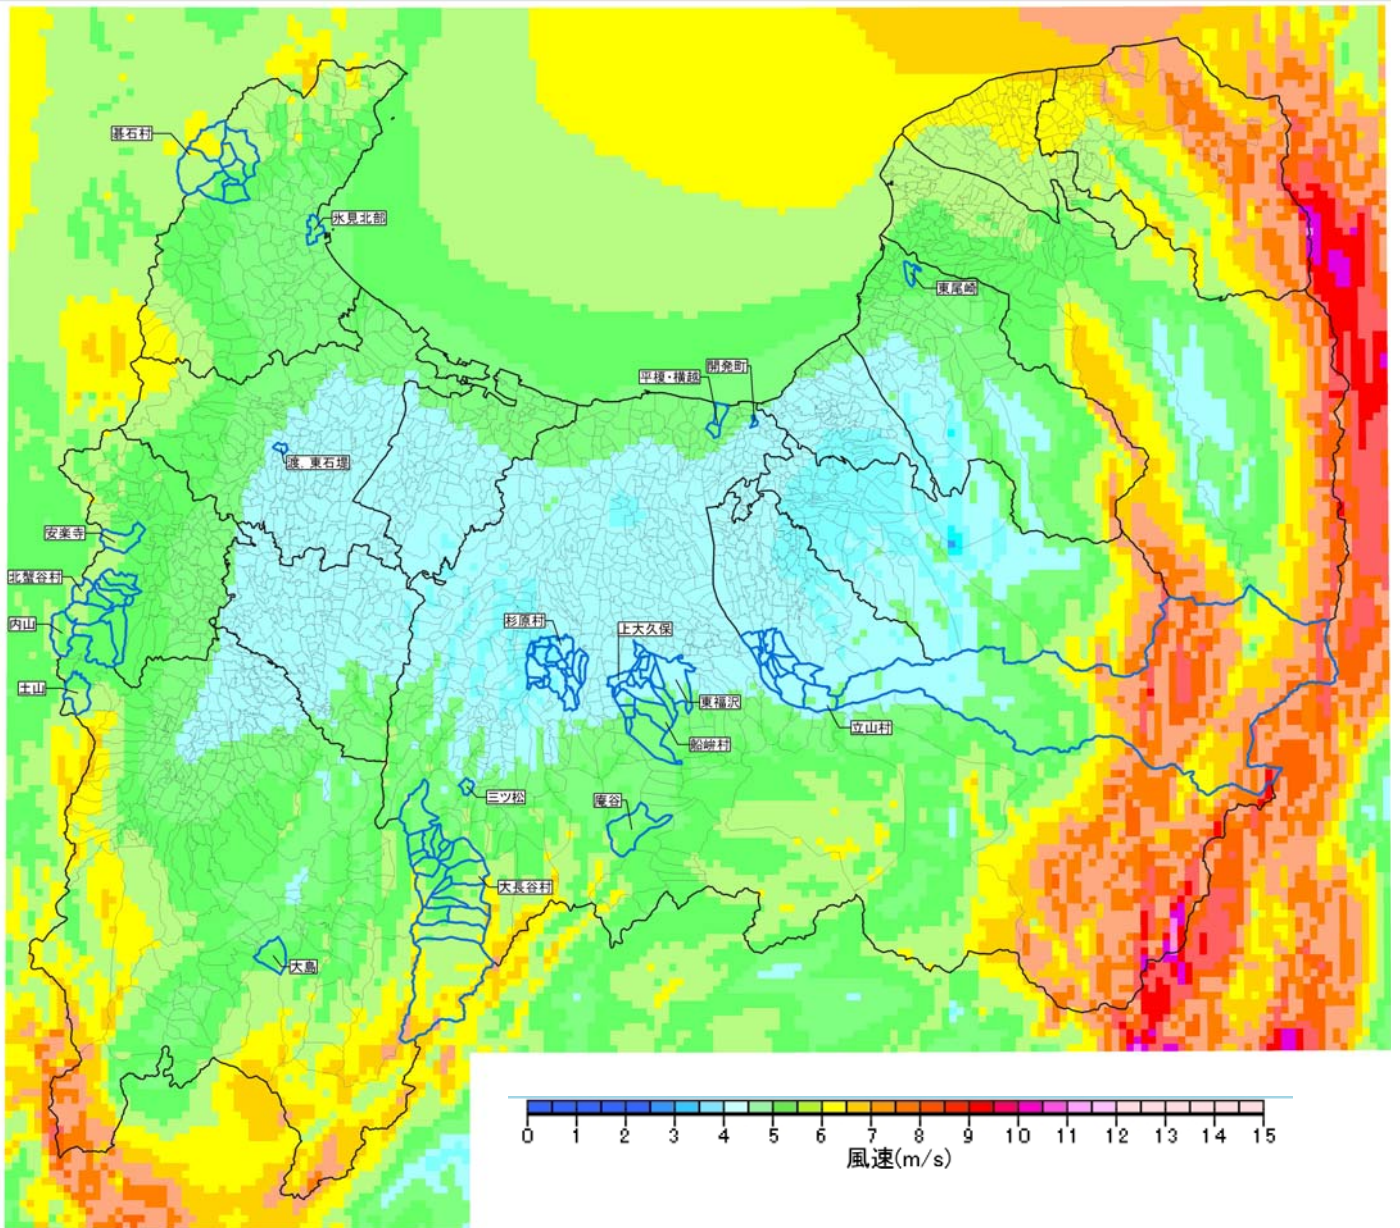 碁石村
氷見北部
東尾崎
開発町
平榎・横越
渡、東石堤
安楽寺
北蟹谷村
内山
杉原村
上大久保
土山
東福沢
立山村
船峅村
三ツ松
庵谷
大長谷村
大島
0 1 2 3 4 5 6 7 8 9 10 11 12 13 14 15
風速(m/s)